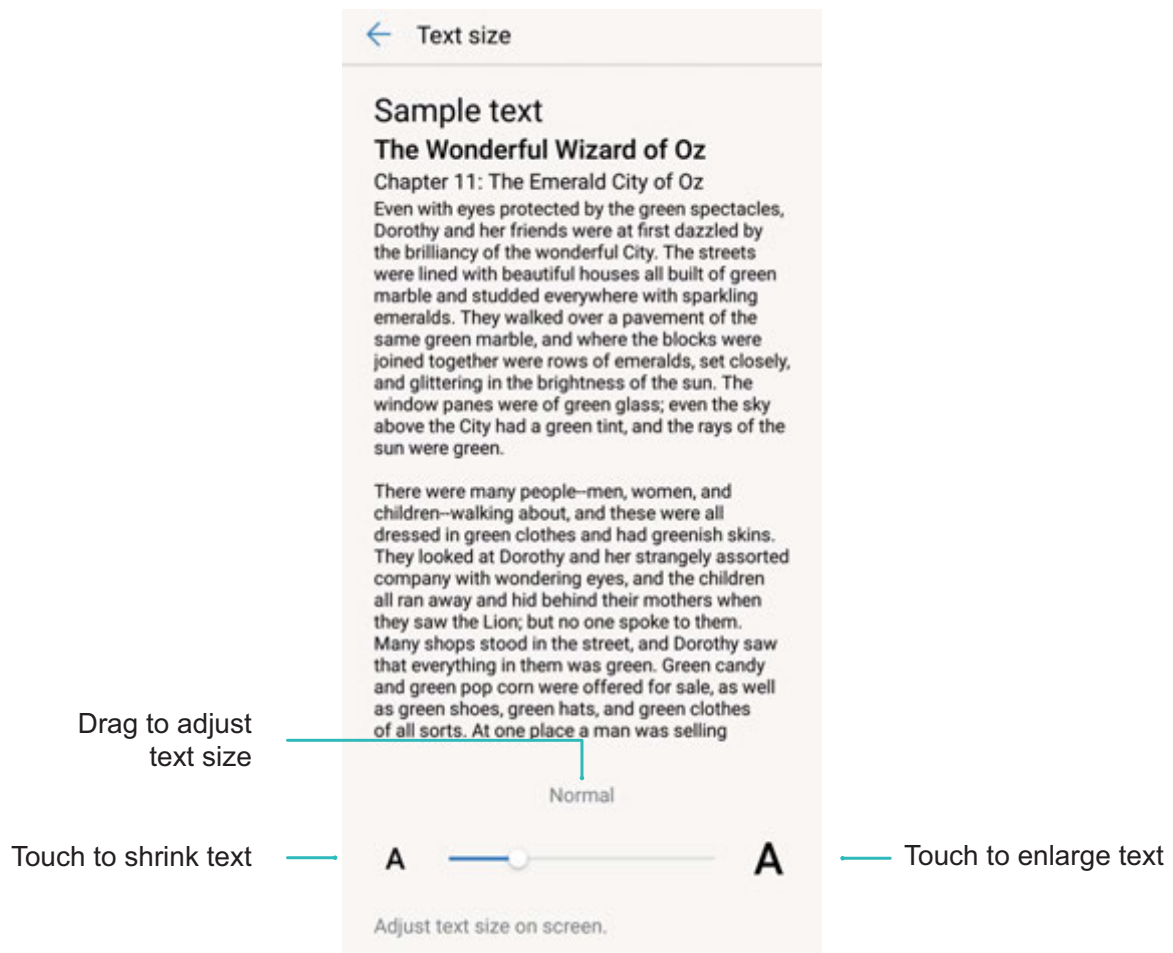 Text size
Sample text
The Wonderful Wizard of Oz
Chapter 11: The Emerald City of Oz
Even with eyes protected by the green spectacles,
Dorothy and her friends were at first dazzled by
the brilliancy of the wonderful City. The streets
were lined with beautiful houses all built of green
marble and studded everywhere with sparkling
emeralds. They walked over a pavement of the
same green marble, and where the blocks were
joined together were rows of emeralds, set closely,
and glittering in the brightness of the sun. The
window panes were of green glass; even the sky
above the City had a green tint, and the rays of the
sun were green.
There were many people--men, women, and
children--walking about, and these were all
dressed in green clothes and had greenish skins.
They looked at Dorothy and her strangely assorted
company with wondering eyes, and the children
all ran away and hid behind their mothers when
they saw the Lion; but no one spoke to them.
Many shops stood in the street, and Dorothy saw
that everything in them was green. Green candy
and green pop corn were offered for sale, as well
as green shoes, green hats, and green clothes
of all sorts. At one place a man was selling
Drag to adjust
text size
Normal
Touch to shrink text
A
A
Touch to enlarge text
Adjust text size on screen.